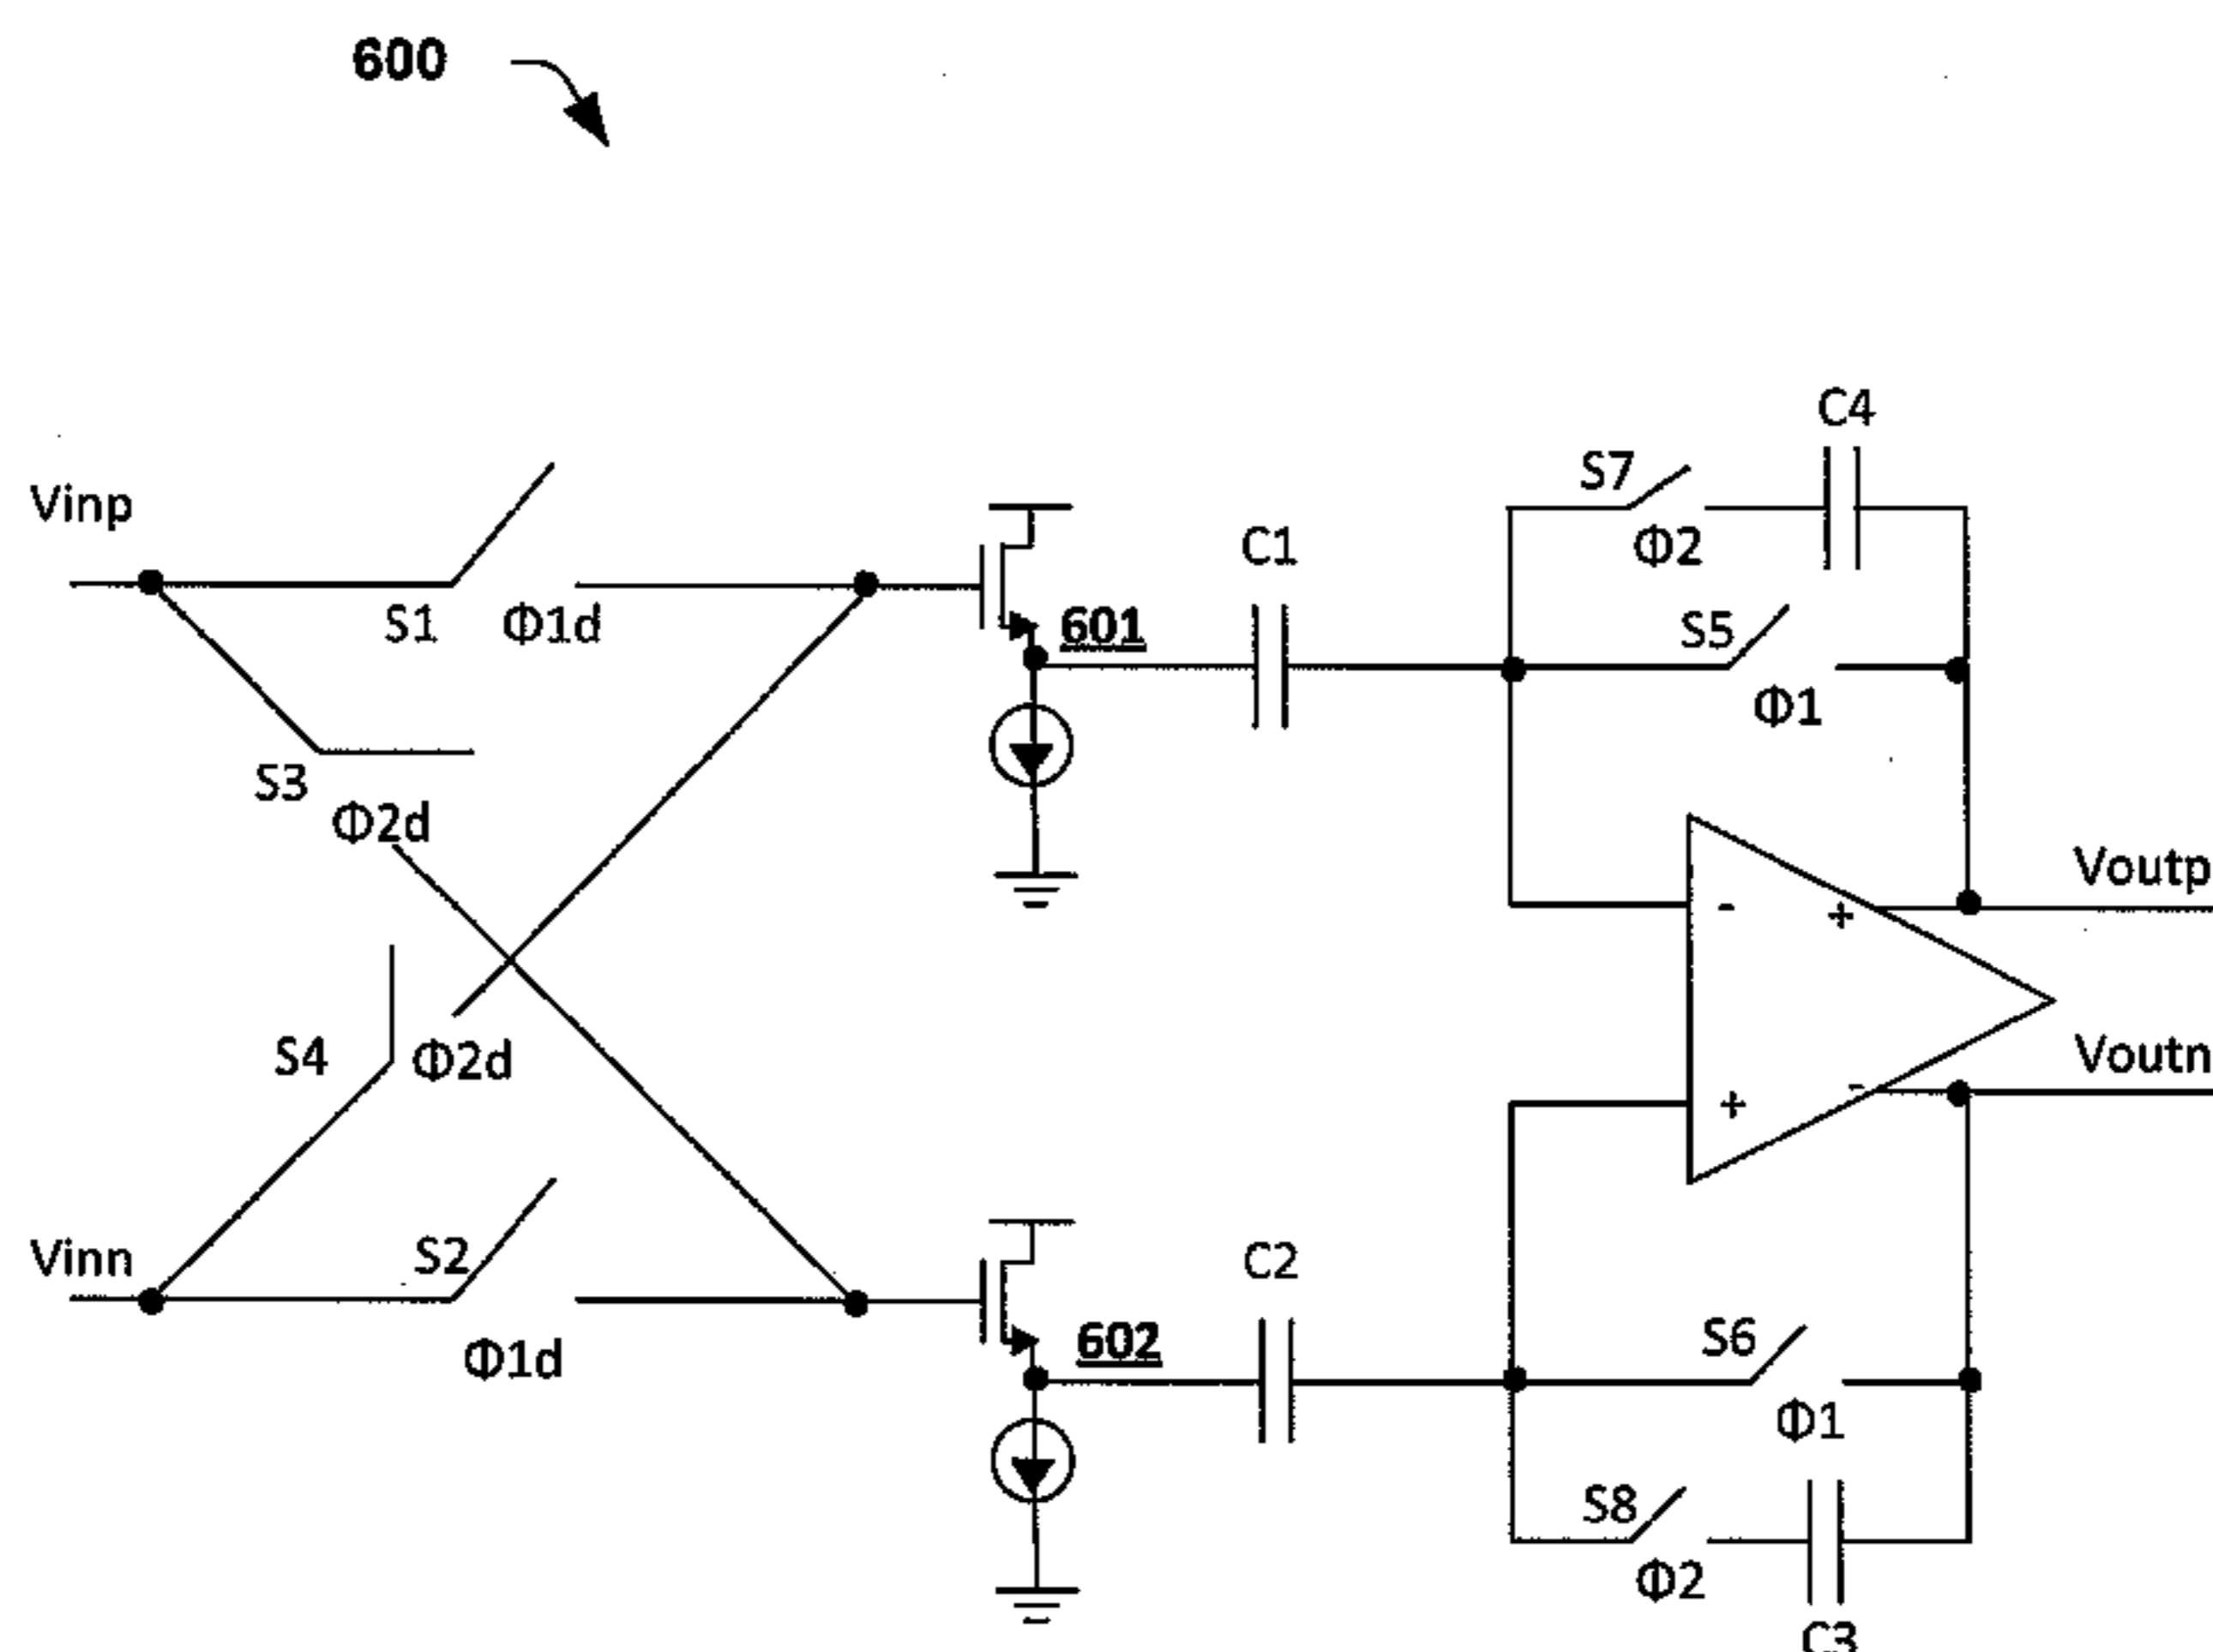 600
C4
S7
Vinp
Φ2
C1
S1
Φ1d
601
S5
Φ1
S3
Φ2d
Voutp
-
+
S4
Φ2d
Voutn
-
+
Vinn
S2
C2
602
S6
Φ1d
Φ1
S8
Φ2
C3